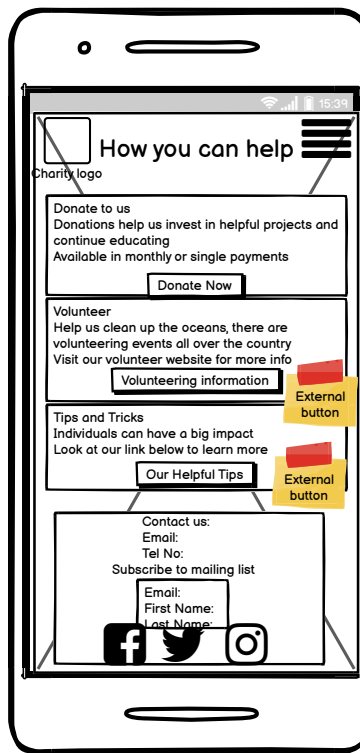 15:39
How you can help
Charity logo
Donate to us
Donations help us invest in helpful projects and
continue educating
Available in monthly or single payments
Donate Now
Volunteer
Help us clean up the oceans, there are
volunteering events all over the country
Visit our volunteer website for more info
Volunteering information
External
button
Tips and Tricks
Individuals can have a big impact
Look at our link below to learn more
Our Helpful Tips
External
button
Contact us:
Email:
Tel No:
Subscribe to mailing list
Email:
First Name:
Last Name: